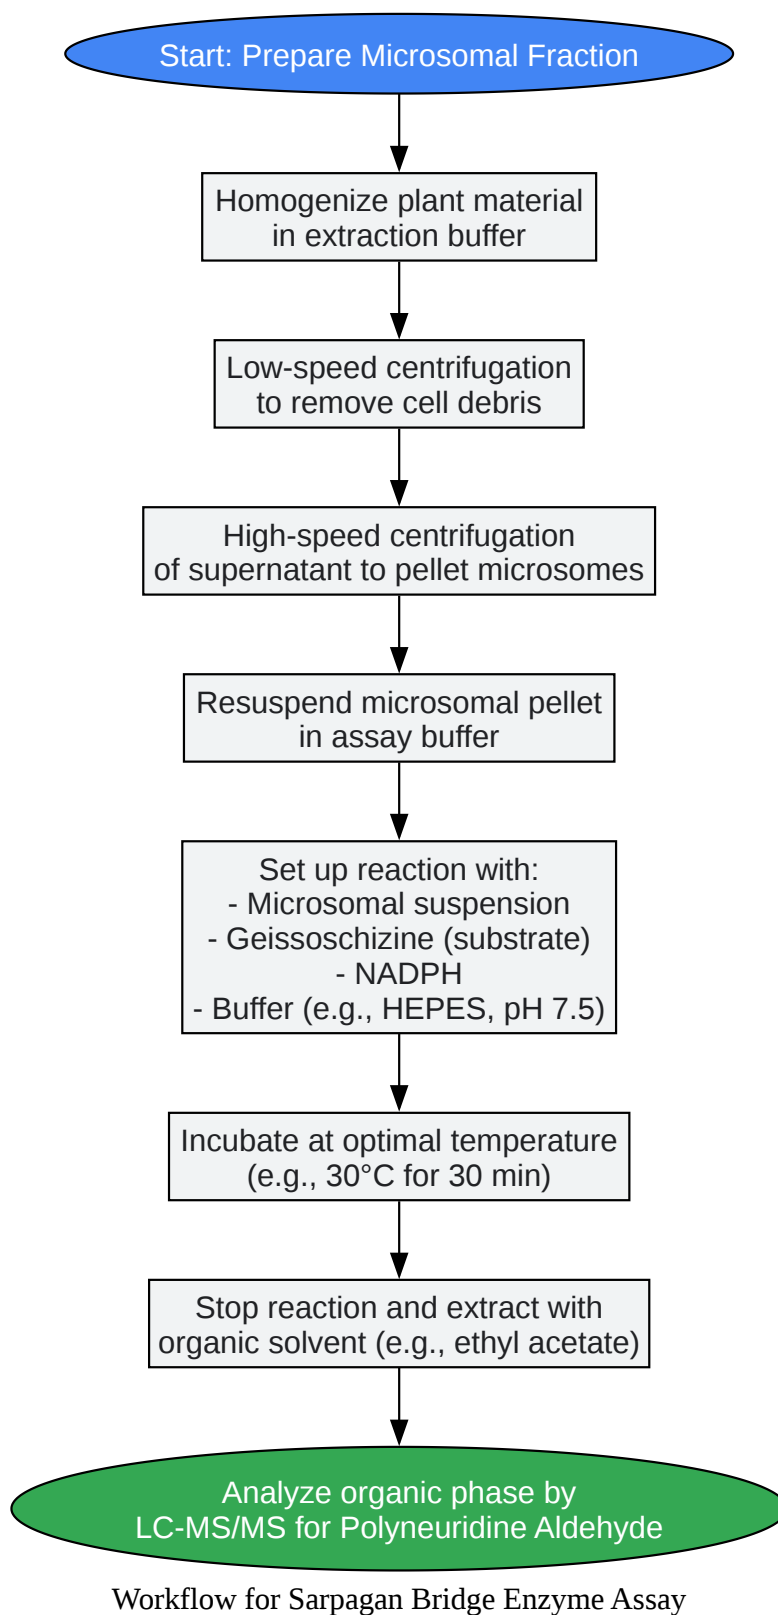 Start: Prepare Microsomal Fraction
Homogenize plant material
in extraction buffer
Low-speed centrifugation
to remove cell debris
High-speed centrifugation
of supernatant to pellet microsomes
Resuspend microsomal pellet
in assay buffer
Set up reaction with:
- Microsomal suspension
- Geissoschizine (substrate)
- NADPH
- Buffer (e.g., HEPES, pH 7.5)
Incubate at optimal temperature
(e.g., 30°C for 30 min)
Stop reaction and extract with
organic solvent (e.g., ethyl acetate)
Analyze organic phase by
LC-MS/MS for Polyneuridine Aldehyde
Workflow for Sarpagan Bridge Enzyme Assay